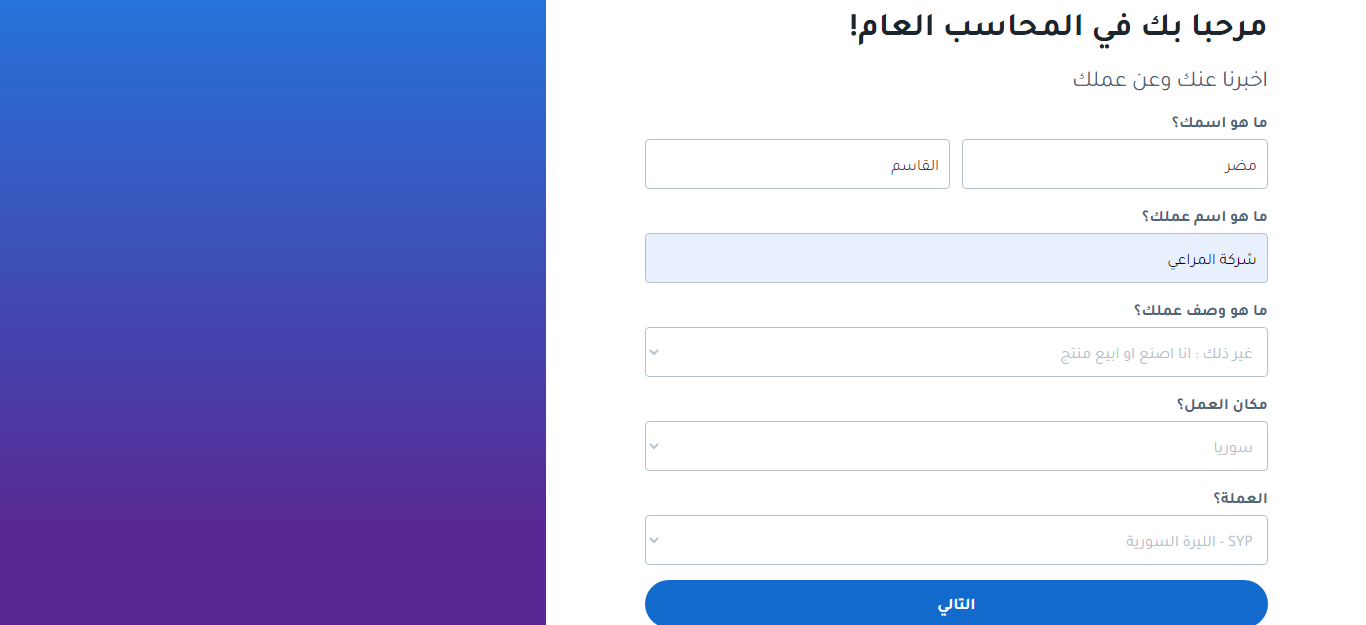 مرحبا بك في المحاسب العام!
اخبرنا عنك وعن عملك
ما هو اسمك؟
مضر القاسم
ما هو اسم عملك؟
شركة المراعي
ما هو وصف عملك؟
غير ذلك : انا اصنع او ابيع منتج
مكان العمل؟
سوريا
العملة؟
SYP - الليرة السورية
التالي